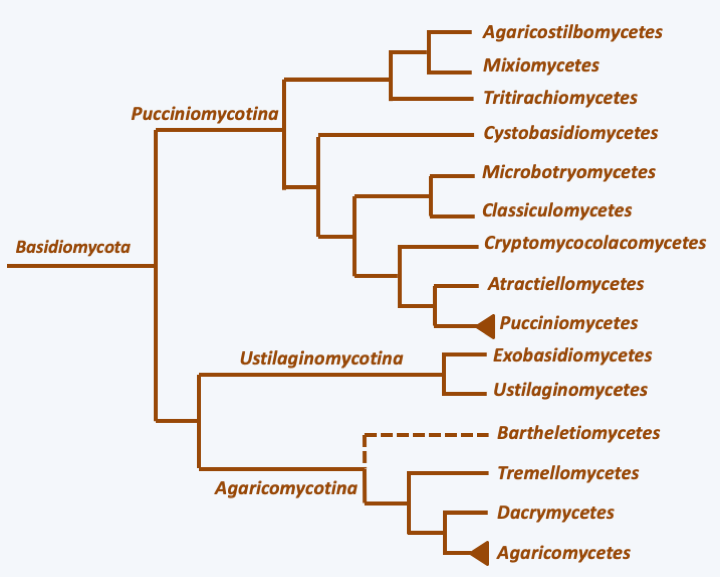 Agaricostilbomycetes
Mixiomycetes
Tritirachiomycetes
Pucciniomycotina
Cystobasidiomycetes
Microbotryomycetes
Classiculomycetes
Basidiomycota
Cryptomycocolacomycetes
Atractiellomycetes
Pucciniomycetes
Ustilaginomycotina
Exobasidiomycetes
Ustilaginomycetes
Bartheletiomycetes
Tremellomycetes
Agaricomycotina
Dacrymycetes
Agaricomycetes